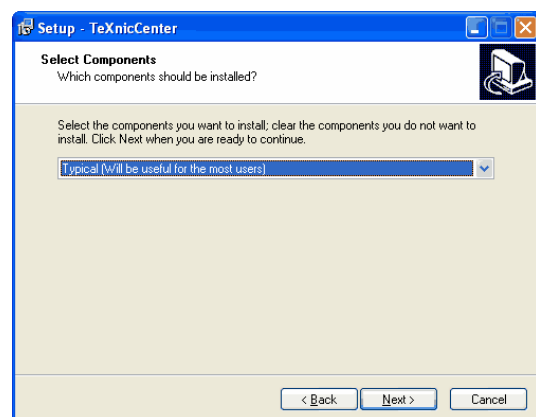 Setup - TeXnicCenter
Select Components
Which components should be installed?
Select the components you want to install; clear the components you do not want to
install. Click Next when you are ready to continue.
Typical (Will be useful for the most users)
< Back Next > Cancel